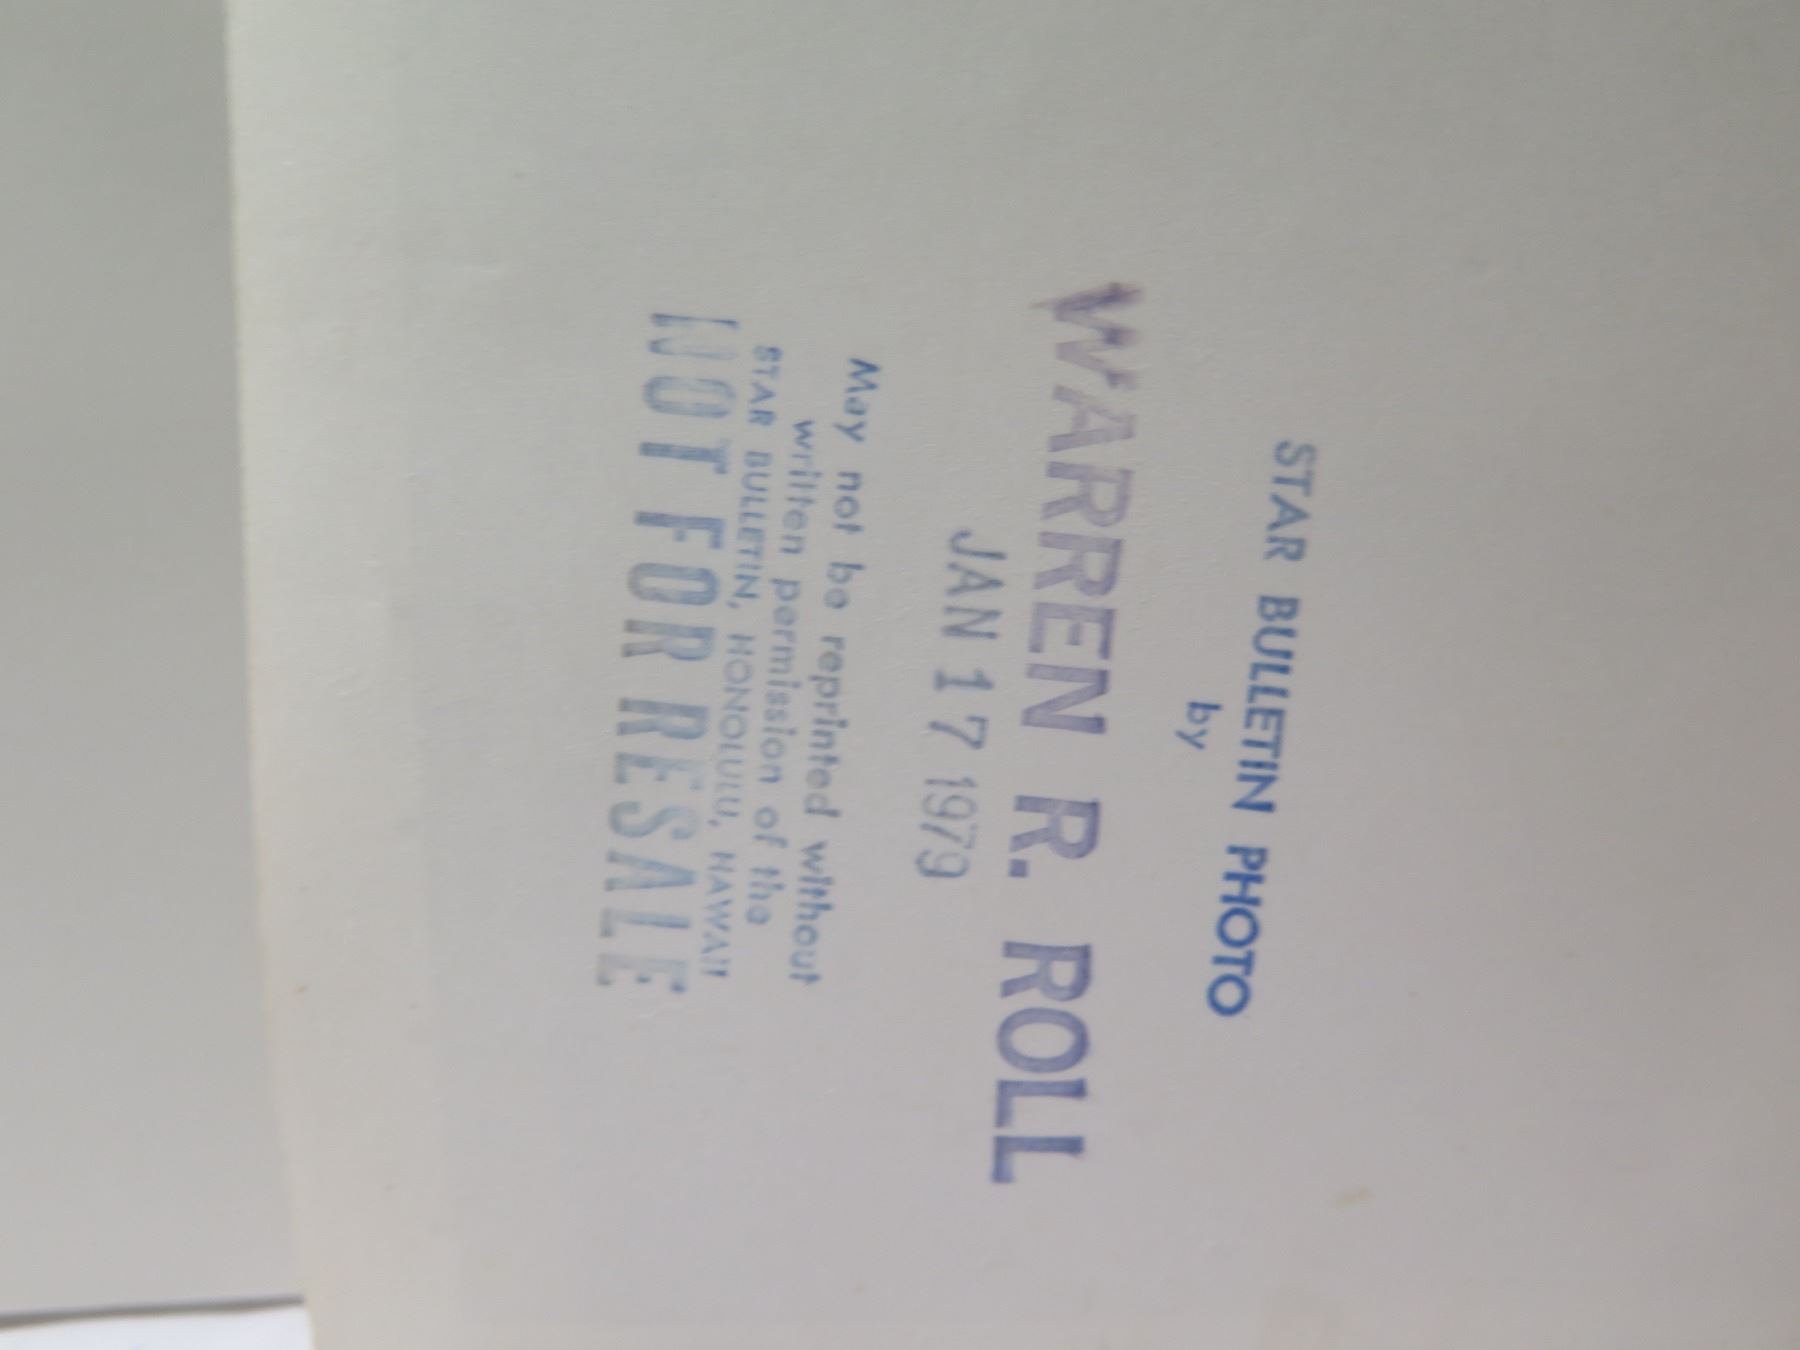 STAR BULLETIN PHOTO
by
WARREN R. ROLL
JAN 17 1979
May not be reprinted without
written permission of the
STAR BULLETIN, HONOLULU, HAWAII
NOT FOR RESALE